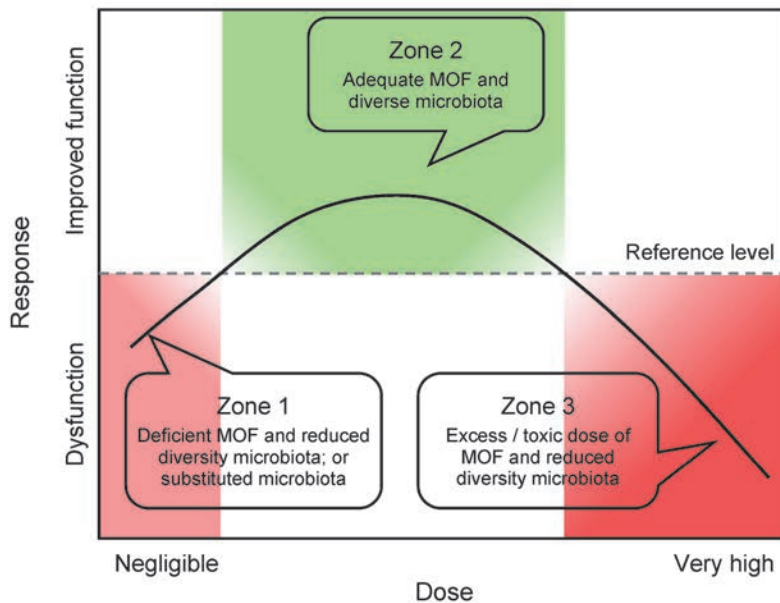 Zone 2
Adequate MOF and
diverse microbiota
Improved function
Reference level
Response
Dysfunction
Zone 1
Deficient MOF and reduced
diversity microbiota; or
substituted microbiota
Zone 3
Excess / toxic dose of
MOF and reduced
diversity microbiota
Negligible
Very high
Dose